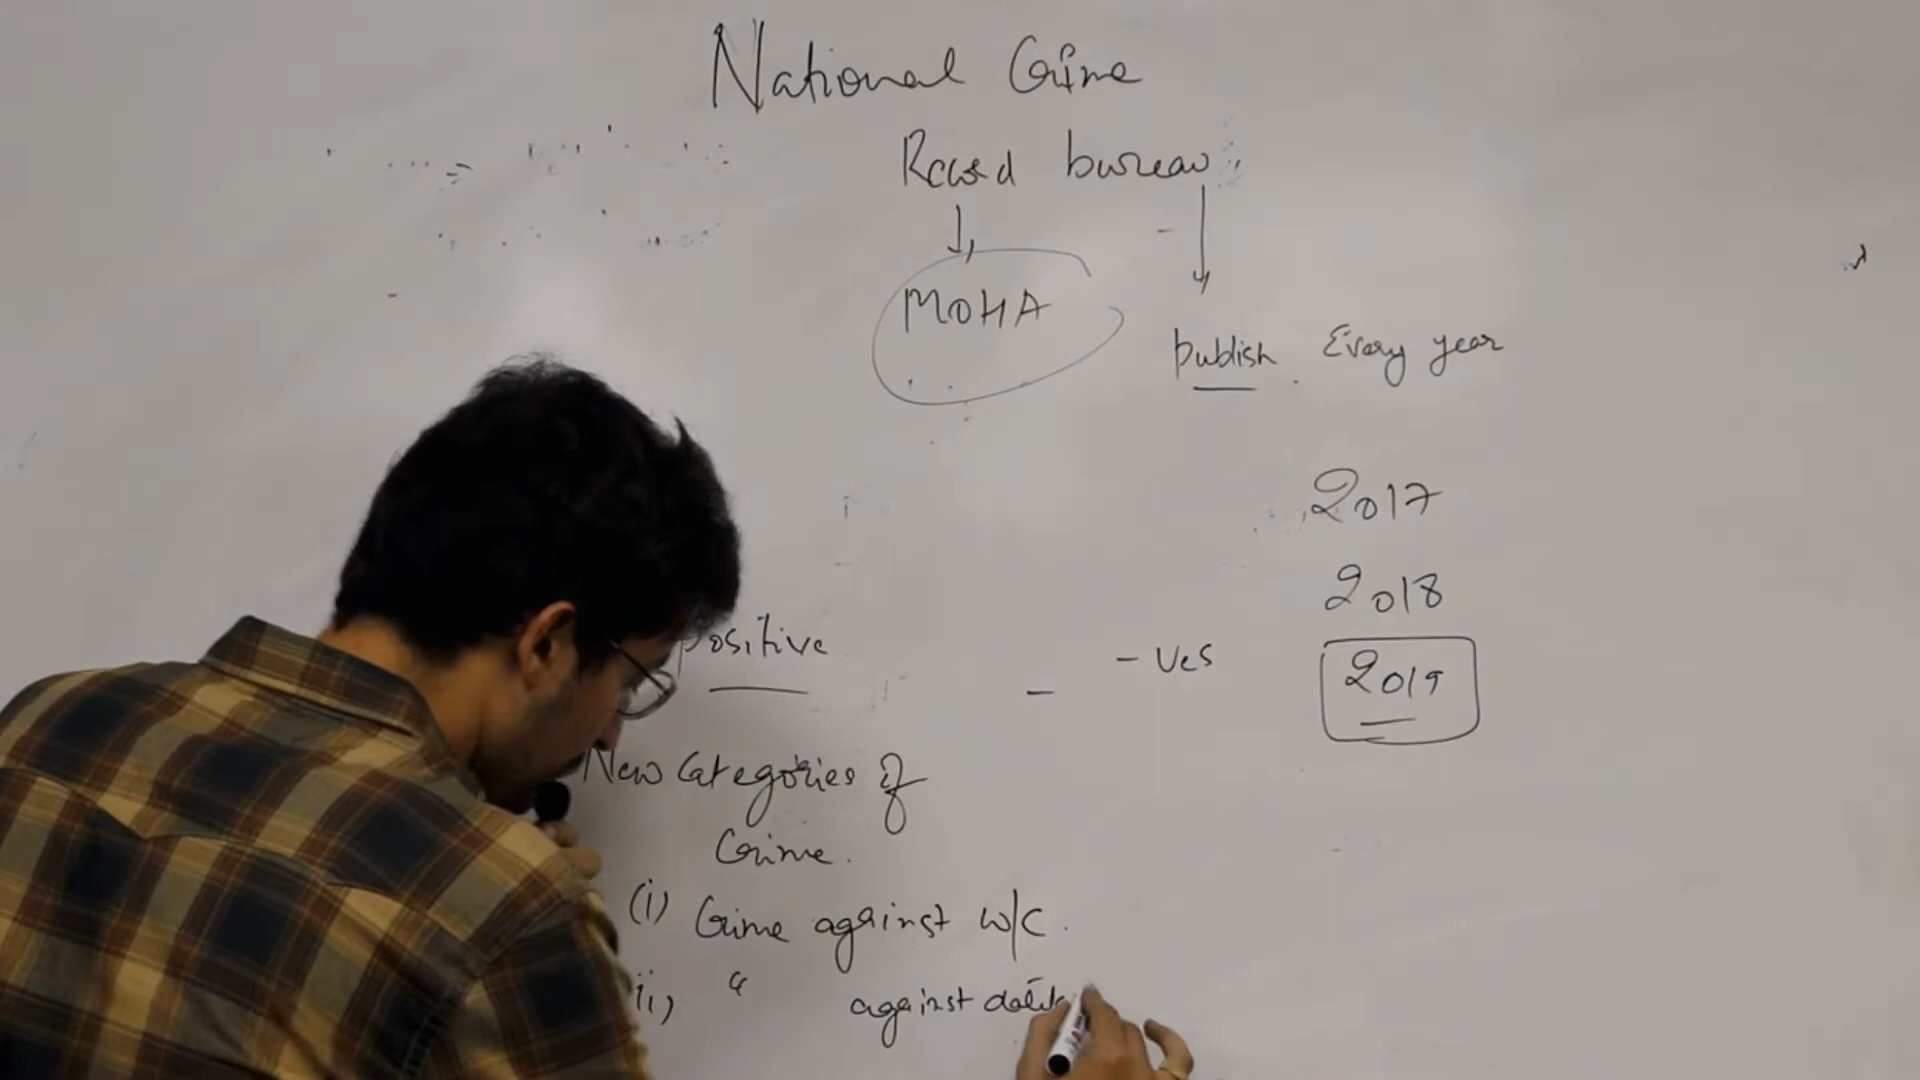 National Crime
Record bureau
MOHA
publish Every year
2017
2018
2019
Positive
- Ves
New Categories of
Crime.
(i) Crime against W/C.
ii) " against